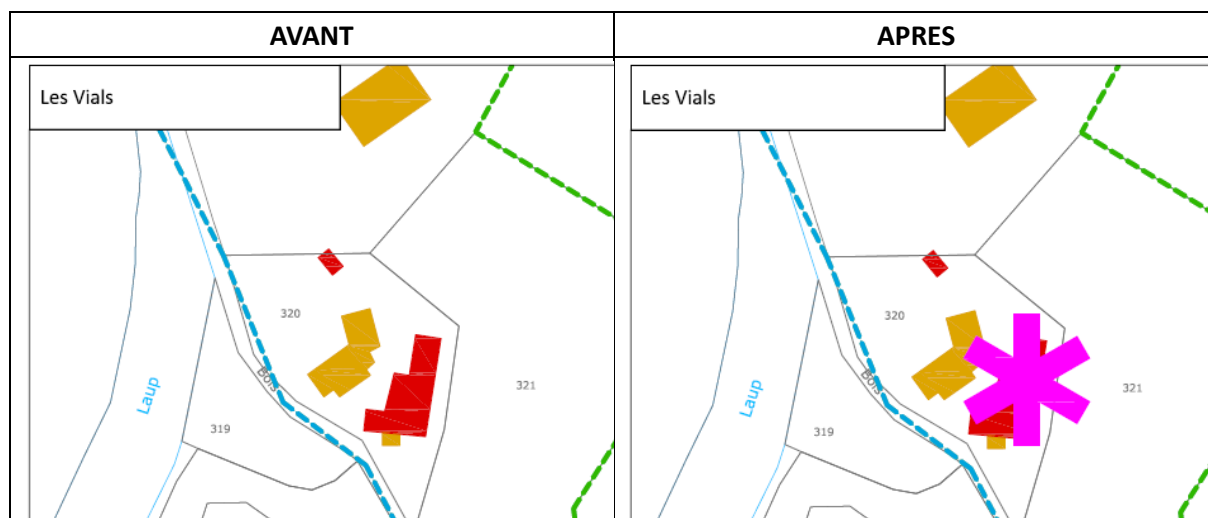 AVANT
APRES
Les Vials
Les Vials
320
320
321
321
Bois
Bois
Laup
Laup
319
319